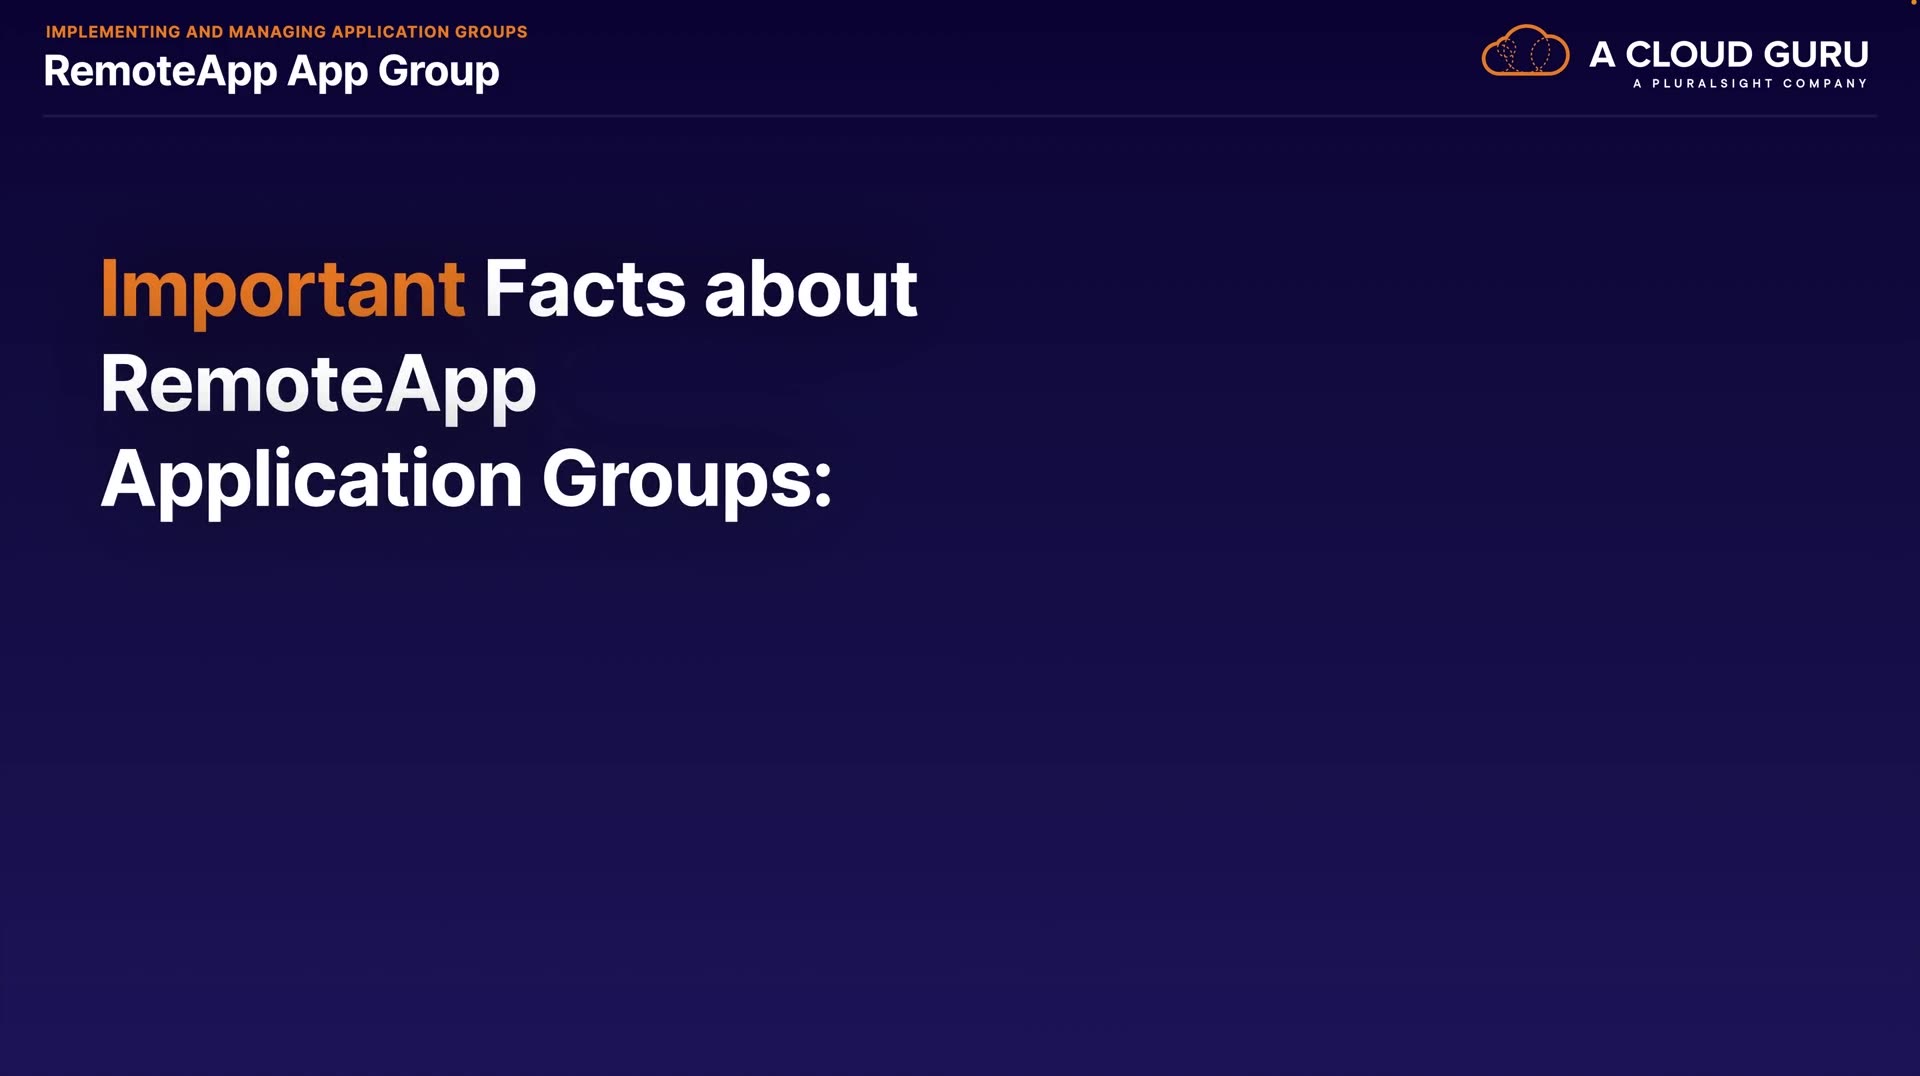 IMPLEMENTING AND MANAGING APPLICATION GROUPS
RemoteApp App Group
A CLOUD GURU
A PLURALSIGHT COMPANY
Important Facts about
RemoteApp
Application Groups: